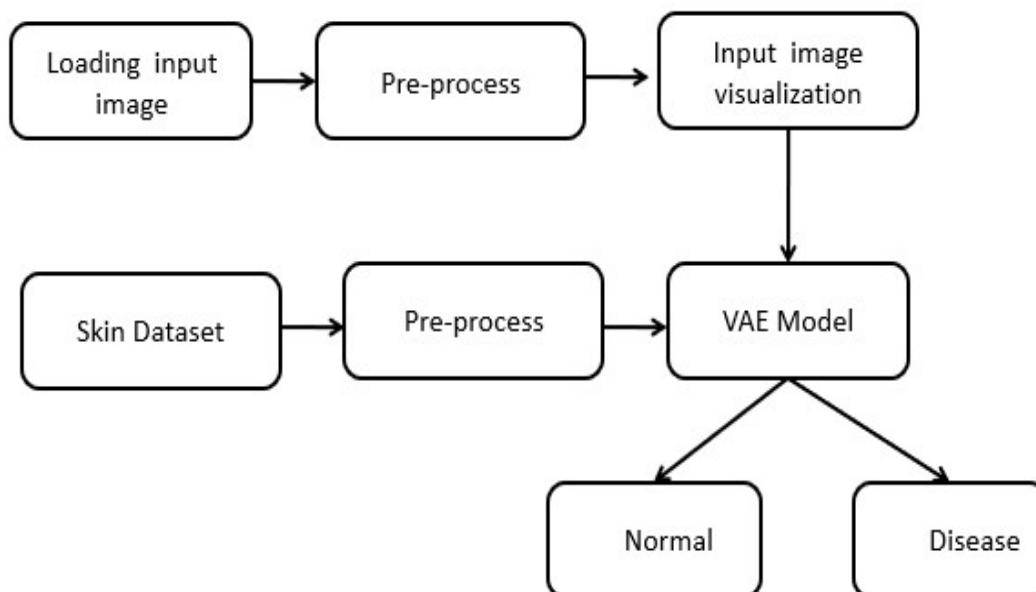 Loading input
image
Pre-process
Input image
visualization
Skin Dataset
Pre-process
VAE Model
Normal
Disease